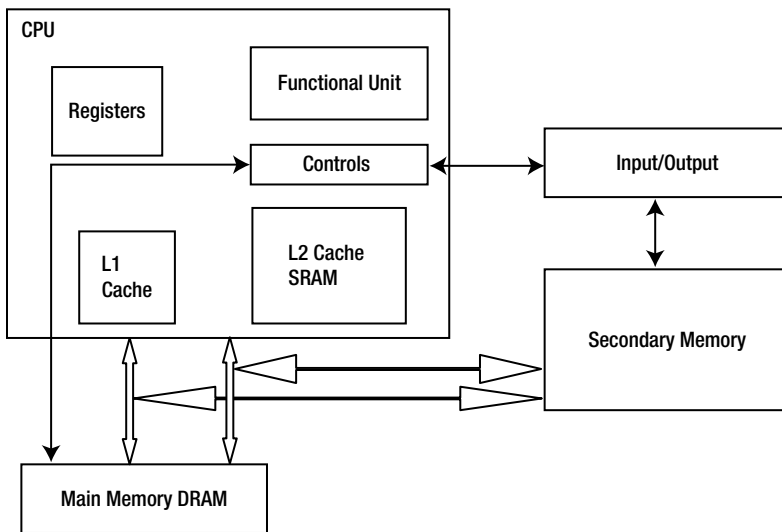 CPU
Functional Unit
Registers
Controls
Input/Output
L1
Cache
L2 Cache
SRAM
Secondary Memory
Main Memory DRAM